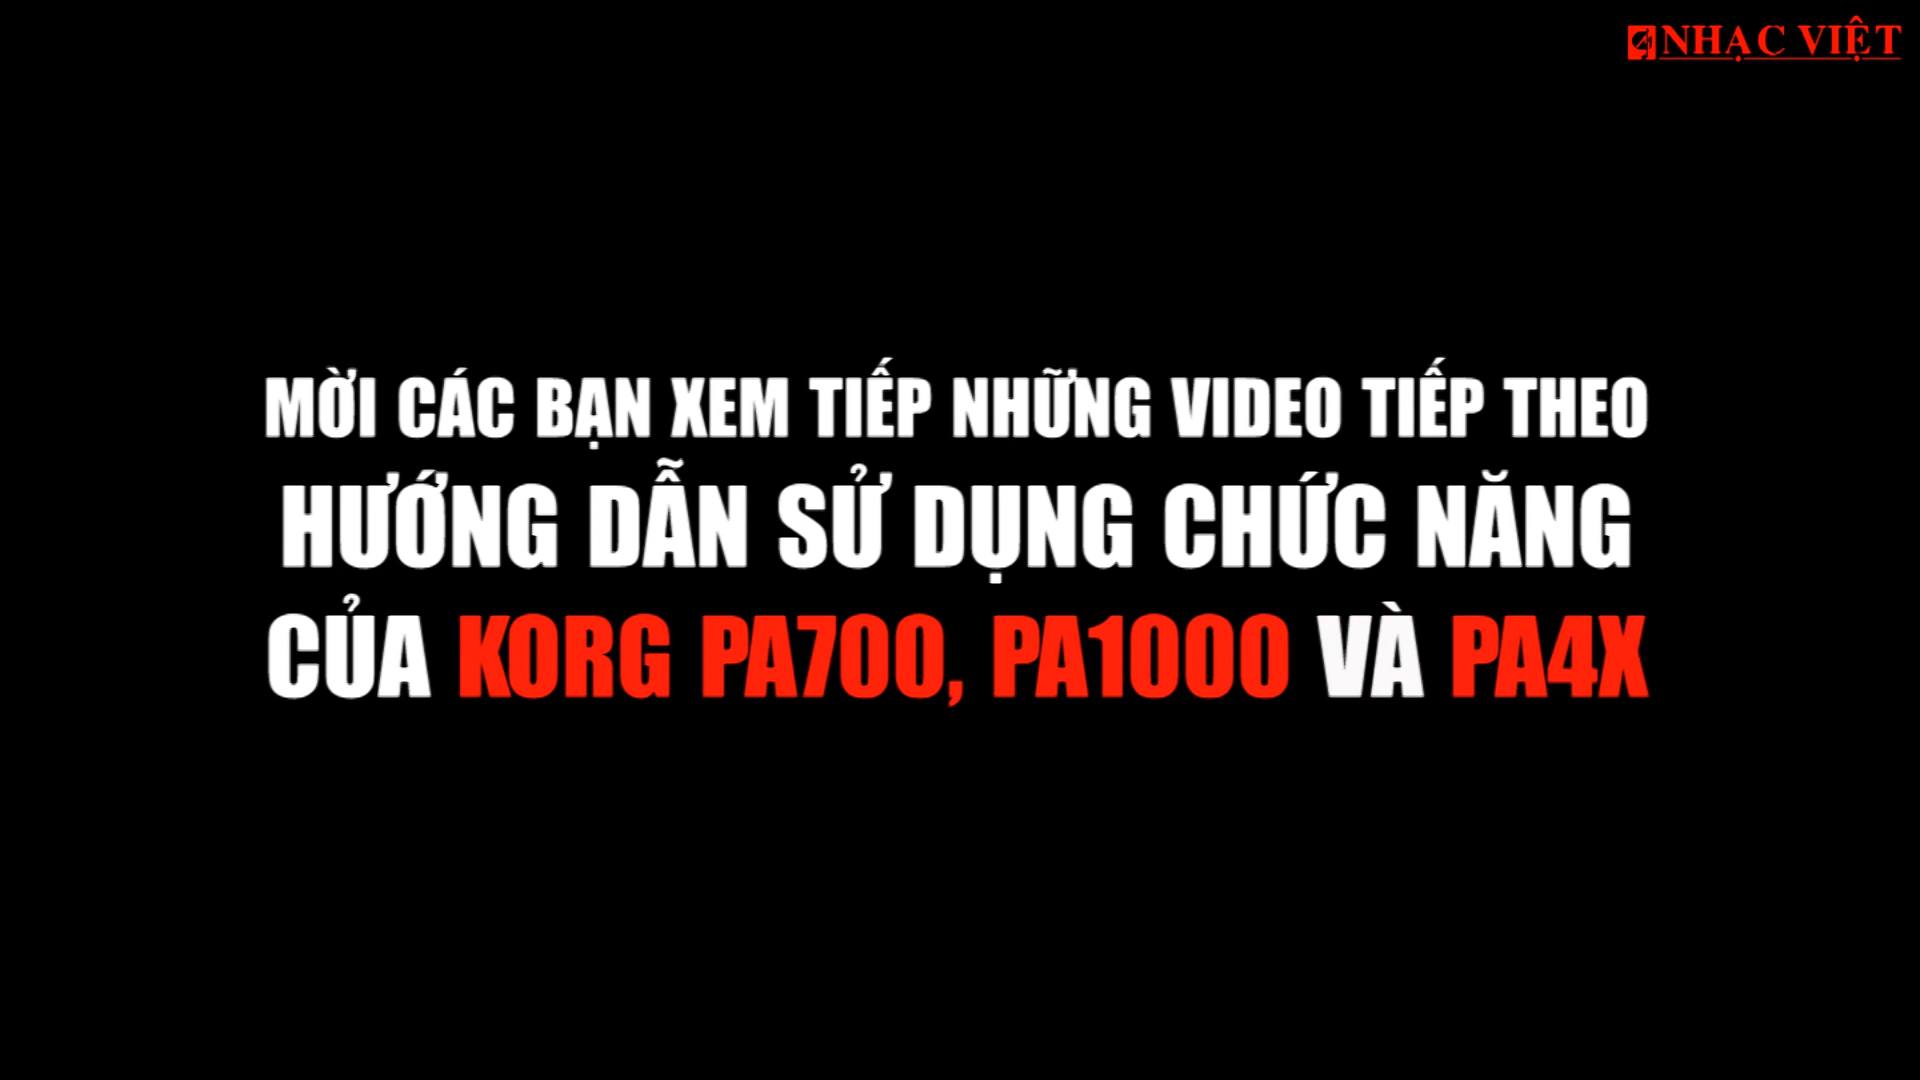 NHẠC VIỆT
MỜI CÁC BẠN XEM TIẾP NHỮNG VIDEO TIẾP THEO
HƯỚNG DẪN SỬ DỤNG CHỨC NĂNG
CỦA KORG PA700, PA1000 VÀ PA4X